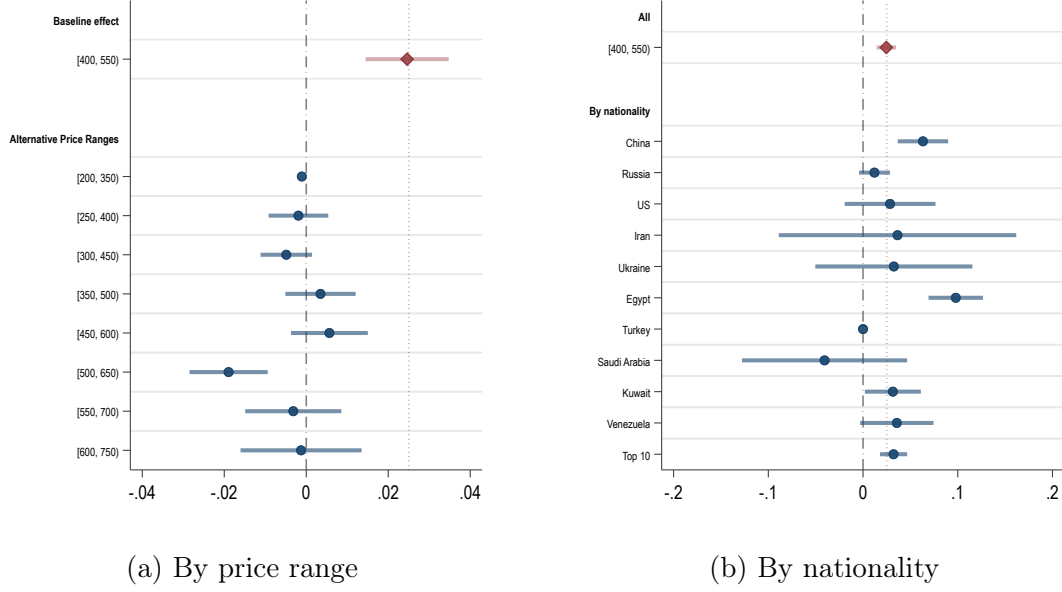 Baseline effect
[400, 550)
Alternative Price Ranges
[200, 350)
[250, 400)
[300, 450)
[350, 500)
[450, 600)
[500, 650)
[550, 700)
[600, 750)
-.04 -.02 0 .02 .04
(a) By price range
All
[400, 550)
By nationality
China
Russia
US
Iran
Ukraine
Egypt
Turkey
Saudi Arabia
Kuwait
Venezuela
Top 10
-.2 -.1 0 .1 .2
(b) By nationality